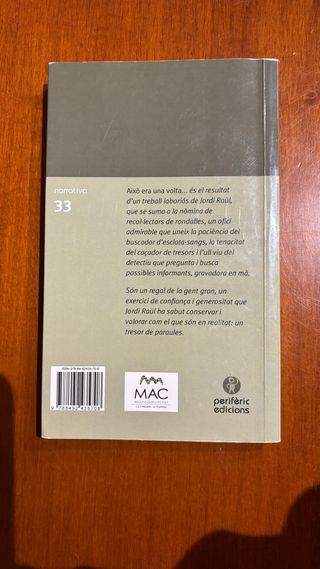 narrativa
33
Això era una volta... és el resultat
d'un treball laboriós de Jordi Raül,
que se suma a la nòmina de
recol·lectors de rondalles, un ofici
admirable que uneix la paciència del
buscador d'esclata-sangs, la tenacitat
del caçador de tresors i l'ull viu del
detectiu que pregunta i busca
possibles informants, gravadora en mà.
Són un regal de la gent gran, un
exercici de confiança i generositat que
Jordi Raül ha sabut conservar i
valorar com el que són en realitat: un
tresor de paraules.
MAC
mancomunitat
perifèric
edicions